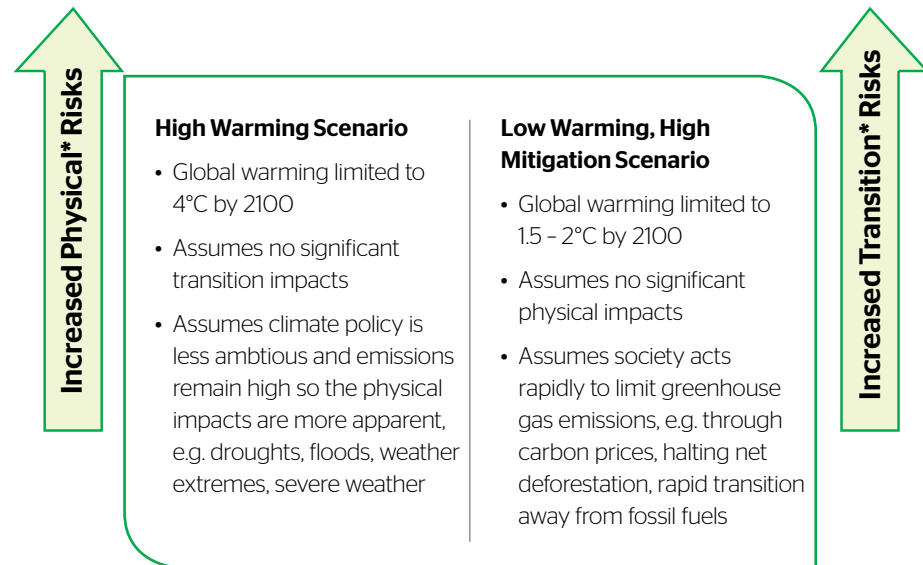 Increased Physical* Risks
High Warming Scenario
• Global warming limited to
4°C by 2100
• Assumes no significant
transition impacts
• Assumes climate policy is
less ambtious and emissions
remain high so the physical
impacts are more apparent,
e.g. droughts, floods, weather
extremes, severe weather
Low Warming, High
Mitigation Scenario
• Global warming limited to
1.5 – 2°C by 2100
• Assumes no significant
physical impacts
• Assumes society acts
rapidly to limit greenhouse
gas emissions, e.g. through
carbon prices, halting net
deforestation, rapid transition
away from fossil fuels
Increased Transition* Risks